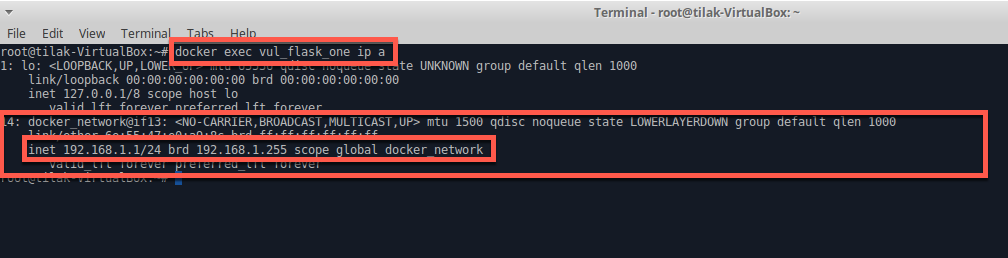 Terminal - root@tilak-VirtualBox: ~
File Edit View Terminal Tabs Help
root@tilak-VirtualBox:~# docker exec vul_flask_one ip a
1: lo: <LOOPBACK,UP,LOWER_UP> mtu 65536 qdisc noqueue state UNKNOWN group default qlen 1000
link/loopback 00:00:00:00:00:00 brd 00:00:00:00:00:00
inet 127.0.0.1/8 scope host lo
valid_lft forever preferred_lft forever
14: docker_network@if13: <NO-CARRIER,BROADCAST,MULTICAST,UP> mtu 1500 qdisc noqueue state LOWERLAYERDOWN group default qlen 1000
link/ether brd ff:ff:ff:ff:ff:ff
inet 192.168.1.1/24 brd 192.168.1.255 scope global docker_network
valid_lft forever preferred_lft forever
root@tilak-VirtualBox:~#